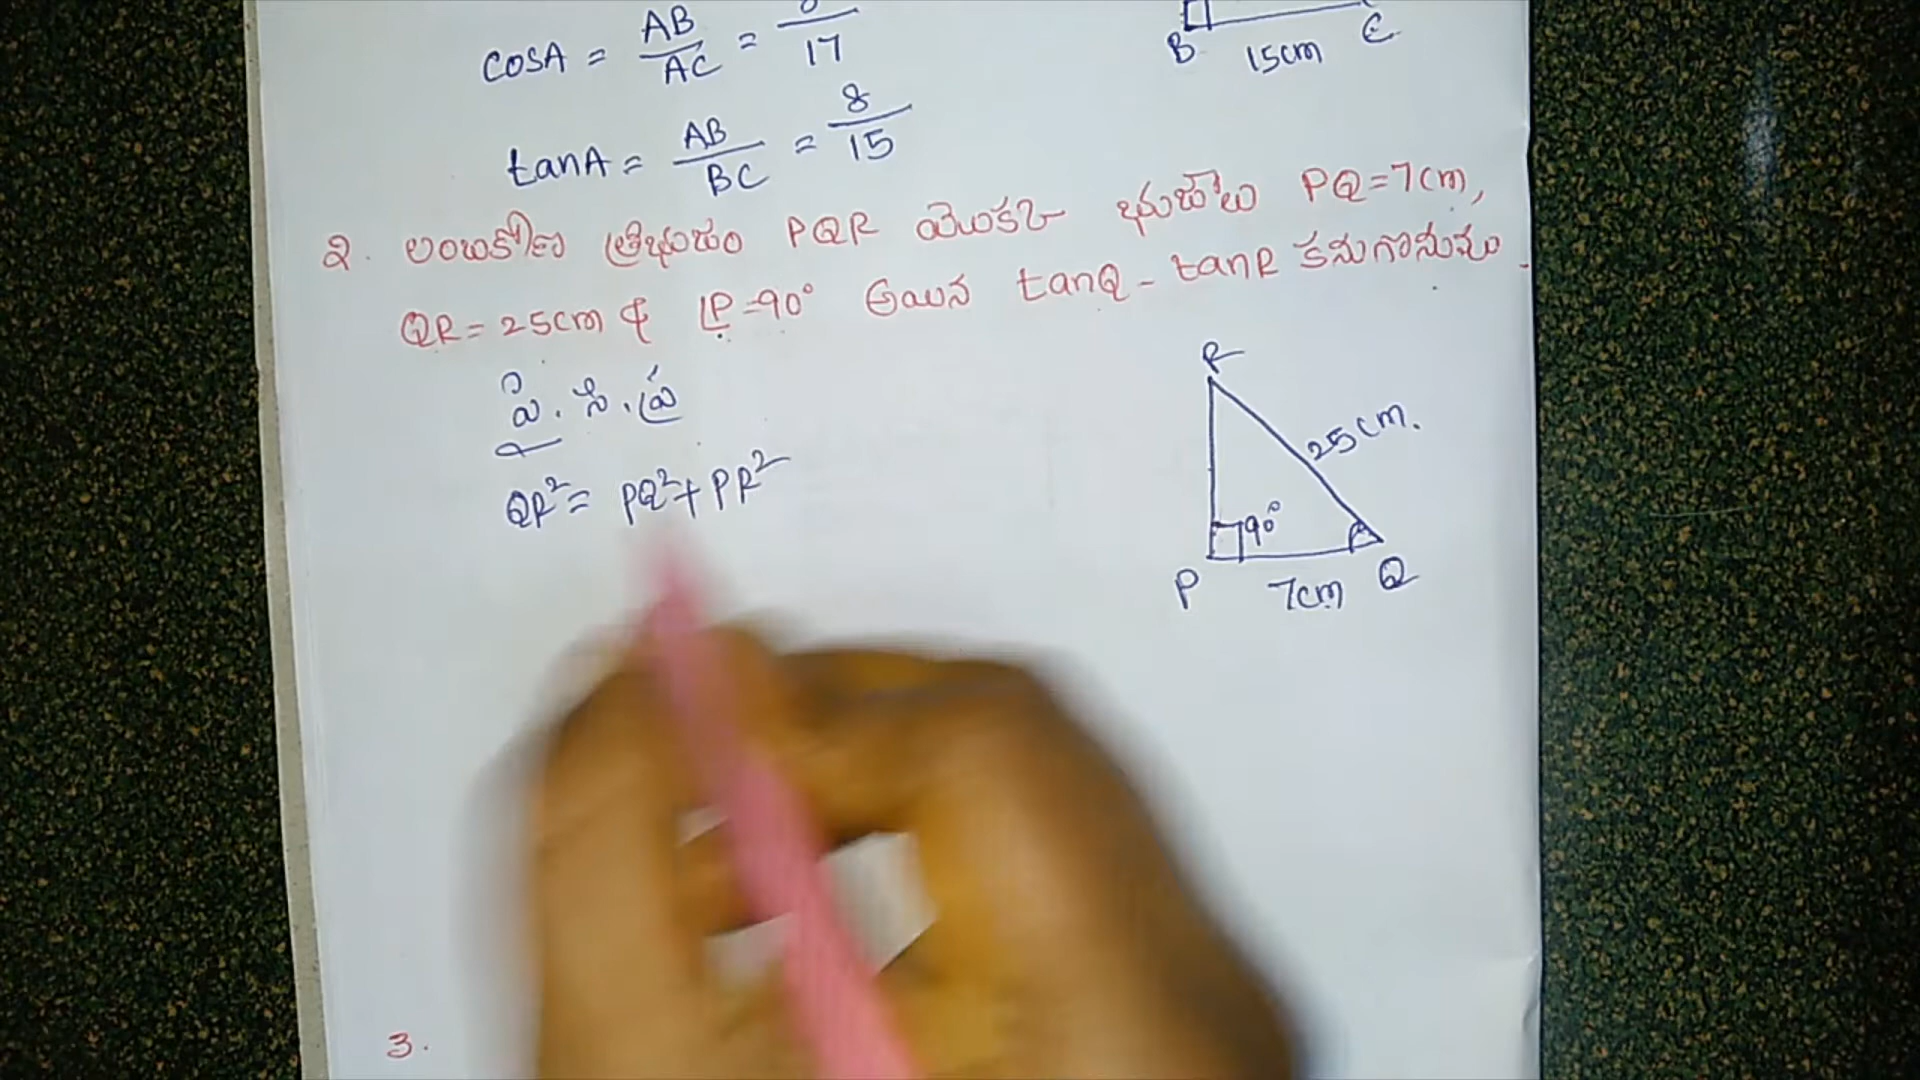 cosA = AB/AC = 8/17
B 15cm C
tanA = AB/BC = 8/15
2. లంబకోణ త్రిభుజం PQR యొక్క భుజాలు PQ=7cm,
QR=25cm & ∠P=90° అయిన tanQ - tanR కనుగొనుము.
పై. సి. ప్ర
QR² = PQ² + PR²
R
25cm.
90°
P 7cm Q
3.